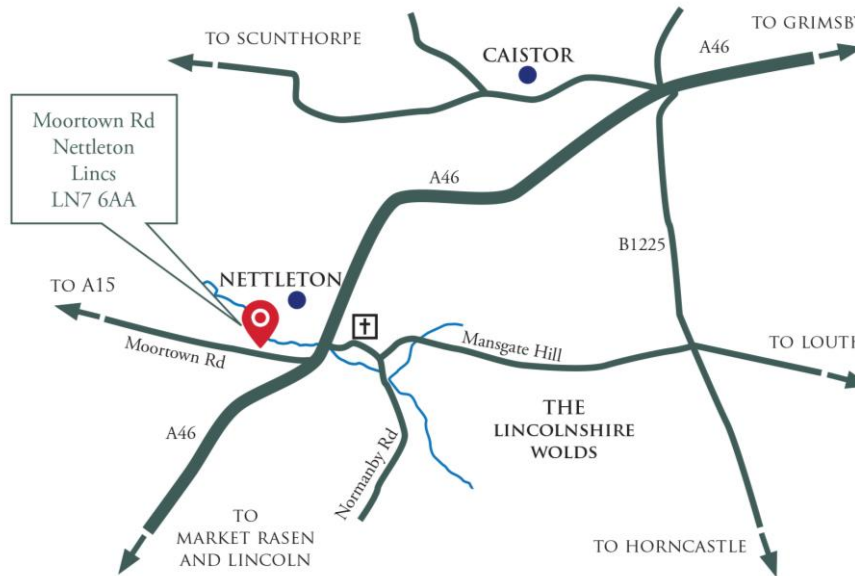 TO GRIMSBY
A46
TO SCUNTHORPE
CAISTOR
Moortown Rd
Nettleton
Lincs
LN7 6AA
A46
B1225
NETTLETON
TO A15
Moortown Rd
Mansgate Hill
TO LOUTH
THE
LINCOLNSHIRE
WOLDS
A46
Normanby Rd
TO
MARKET RASEN
AND LINCOLN
TO HORNCASTLE